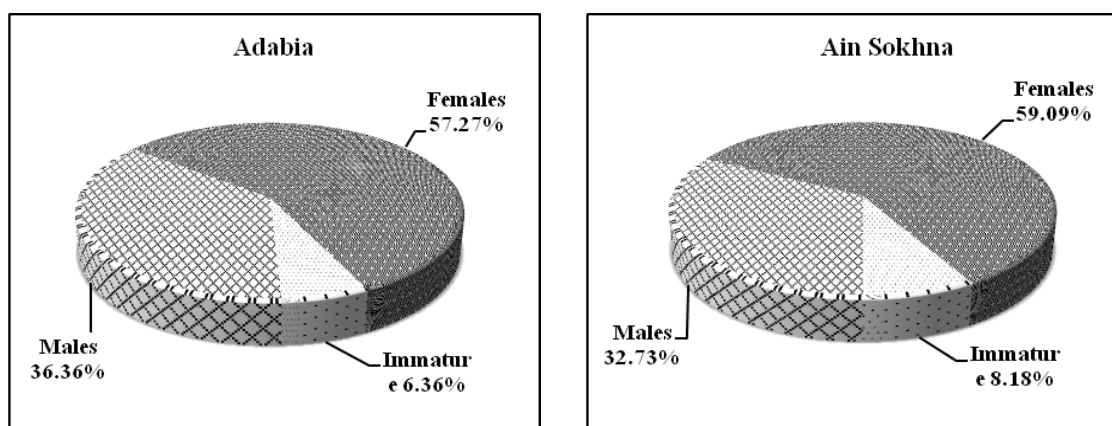 Adabia
Females
57.27%
Males
36.36%
Immatur
e 6.36%
Ain Sokhna
Females
59.09%
Males
32.73%
Immatur
e 8.18%